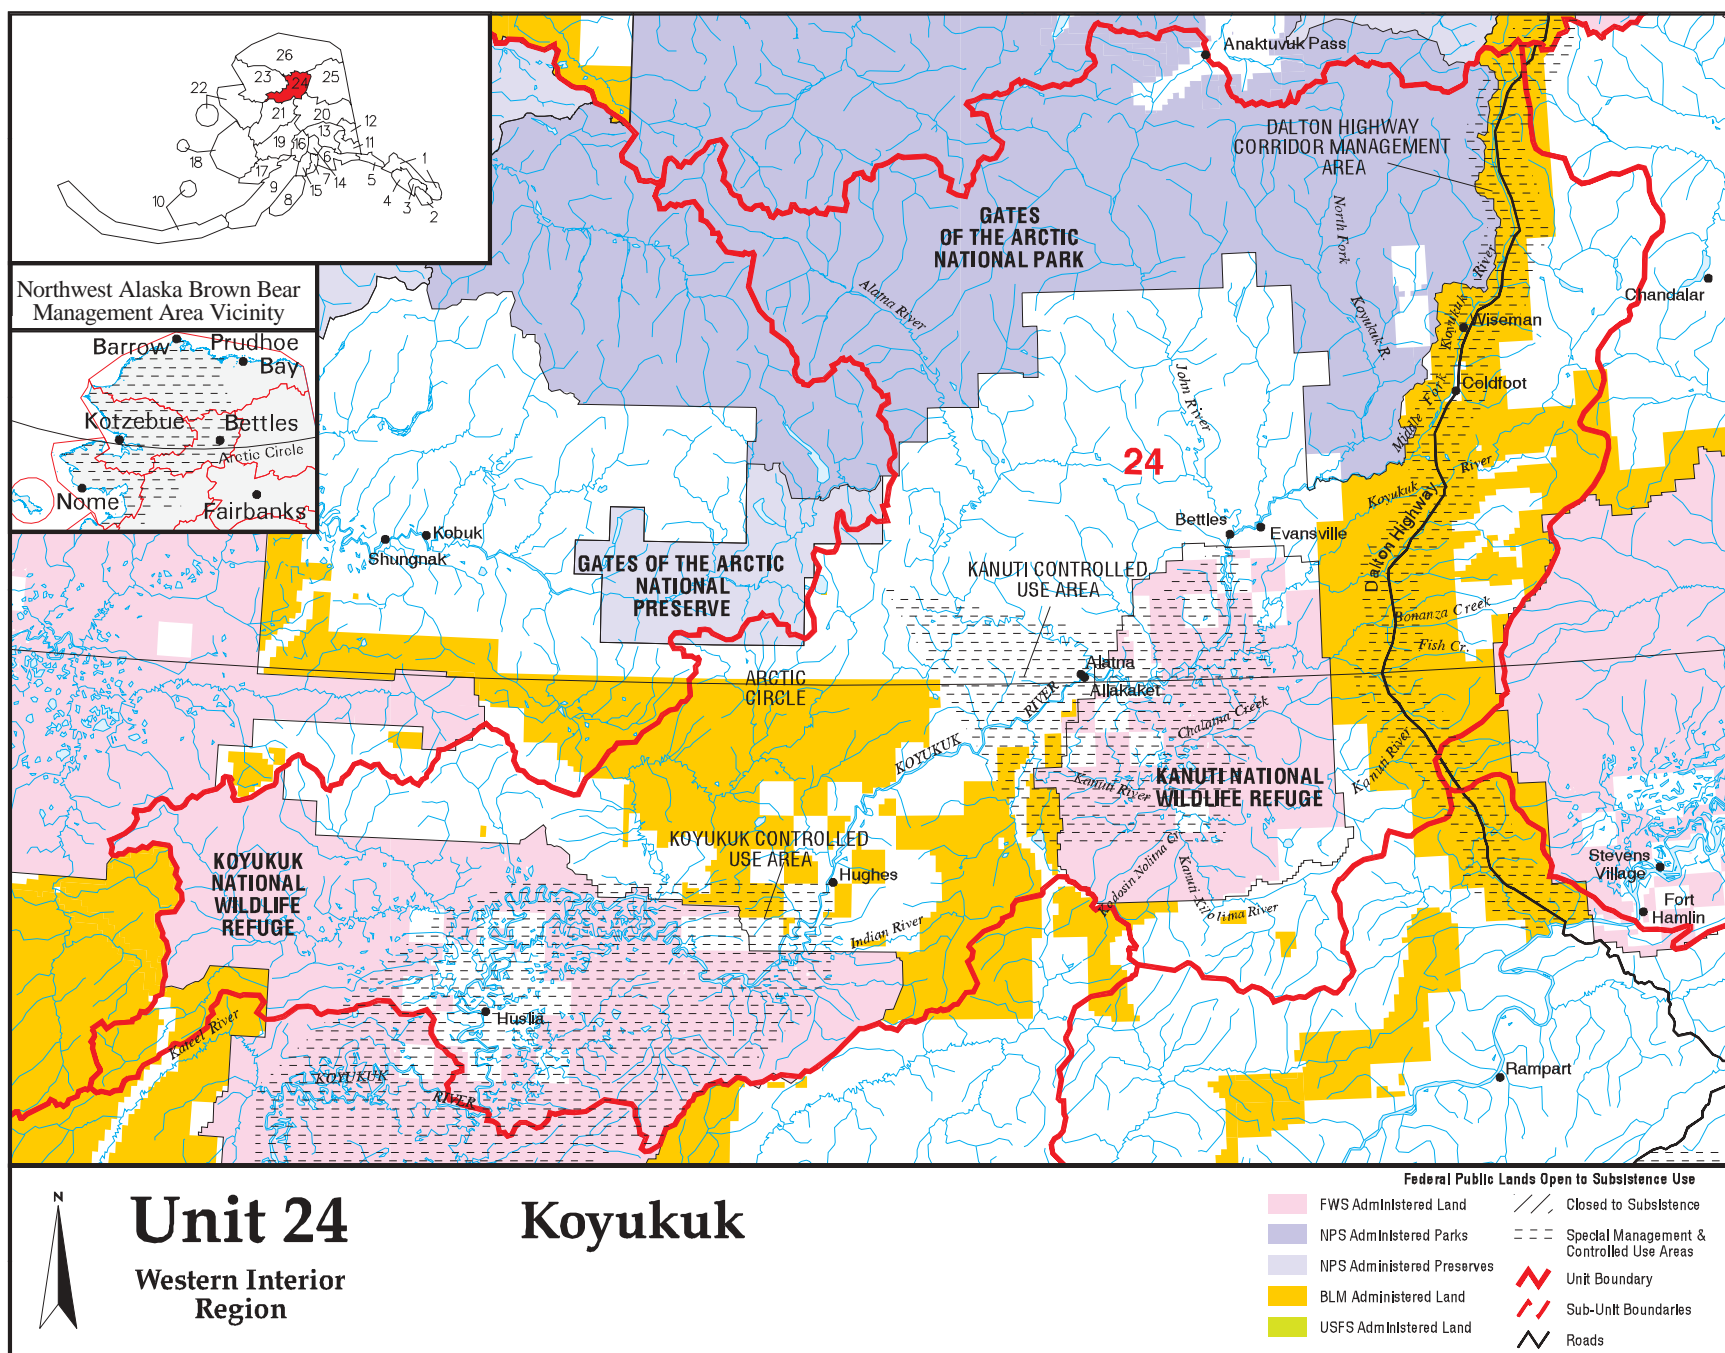 26
23
24
25
22
21
20
12
13
19
16
11
18
6
1
17
7
14
5
15
9
8
10
4
3
2
Northwest Alaska Brown Bear
Management Area Vicinity
Barrow
Prudhoe
Bay
Kotzebue
Bettles
Arctic Circle
Nome
Fairbanks
Anaktuvuk Pass
DALTON HIGHWAY
CORRIDOR MANAGEMENT
AREA
GATES
OF THE ARCTIC
NATIONAL PARK
North Fork
Koyukuk R.
Alatna River
John River
Middle Fork Koyukuk River
Chandalar
Wiseman
Coldfoot
24
Koyukuk River
Dalton Highway
Bettles
Evansville
Kobuk
Shungnak
GATES OF THE ARCTIC
NATIONAL
PRESERVE
KANUTI CONTROLLED
USE AREA
Bonanza Creek
Fish Cr.
Alatna
Allakaket
ARCTIC
CIRCLE
KOYUKUK RIVER
Chalatna Creek
Kanuti River
Kanuti River
KANUTI NATIONAL
WILDLIFE REFUGE
KOYUKUK CONTROLLED
USE AREA
Hughes
Kodosin Nolitna Cr.
Kanuti Kilolitna River
Indian River
KOYUKUK
NATIONAL
WILDLIFE
REFUGE
Stevens
Village
Fort
Hamlin
Huslia
Kateel River
KOYUKUK
RIVER
Rampart
N
Unit 24
Western Interior
Region
Koyukuk
Federal Public Lands Open to Subsistence Use
FWS Administered Land
NPS Administered Parks
NPS Administered Preserves
BLM Administered Land
USFS Administered Land
Closed to Subsistence
Special Management &
Controlled Use Areas
Unit Boundary
Sub-Unit Boundaries
Roads